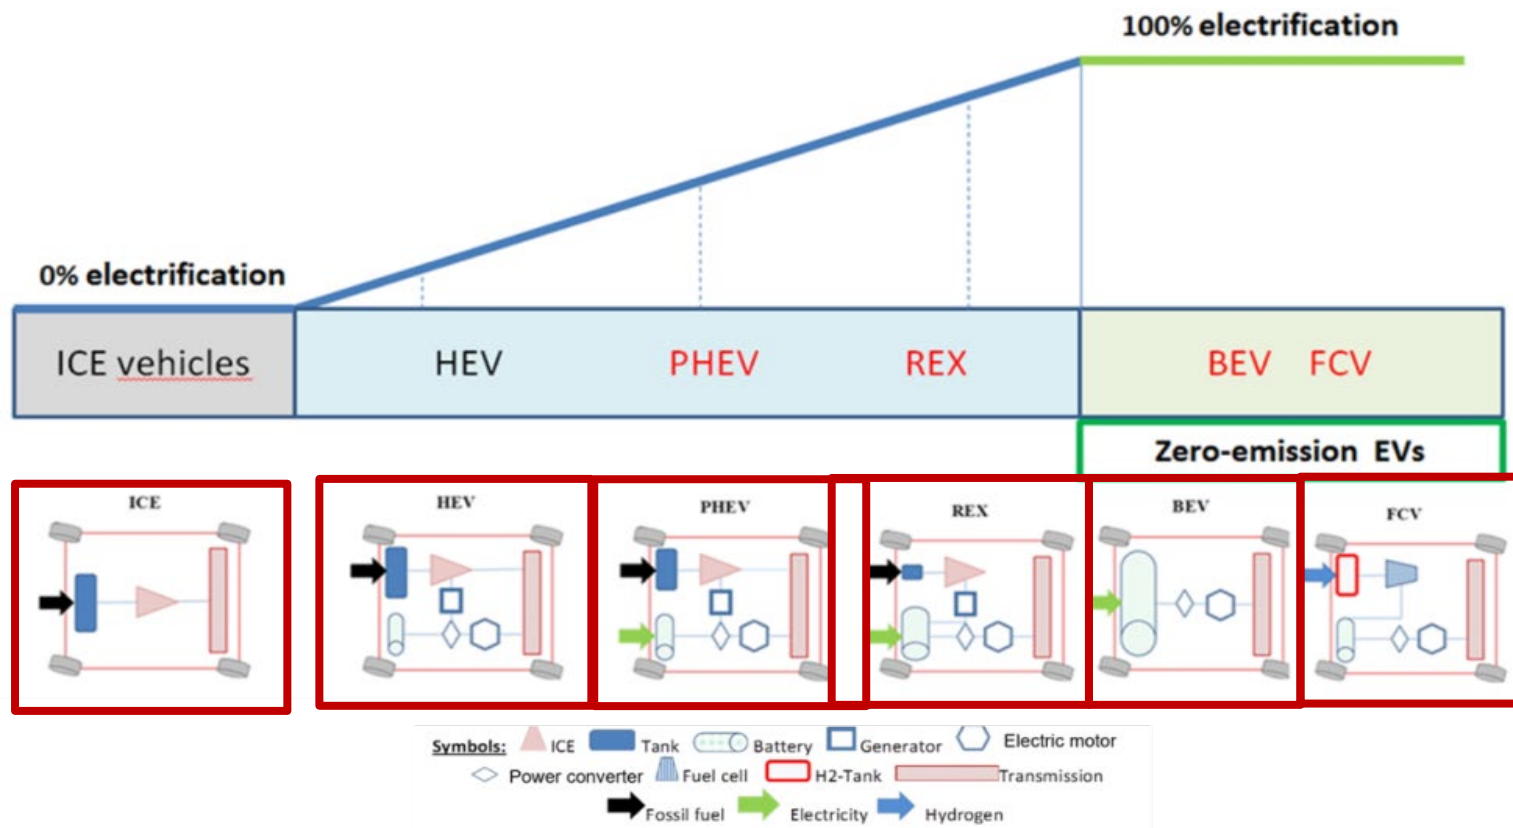 100% electrification
0% electrification
ICE vehicles
HEV
PHEV
REX
BEV
FCV
Zero-emission EVs
ICE
HEV
PHEV
REX
BEV
FCV
Symbols:
ICE
Tank
Battery
Generator
Electric motor
Power converter
Fuel cell
H2-Tank
Transmission
Fossil fuel
Electricity
Hydrogen